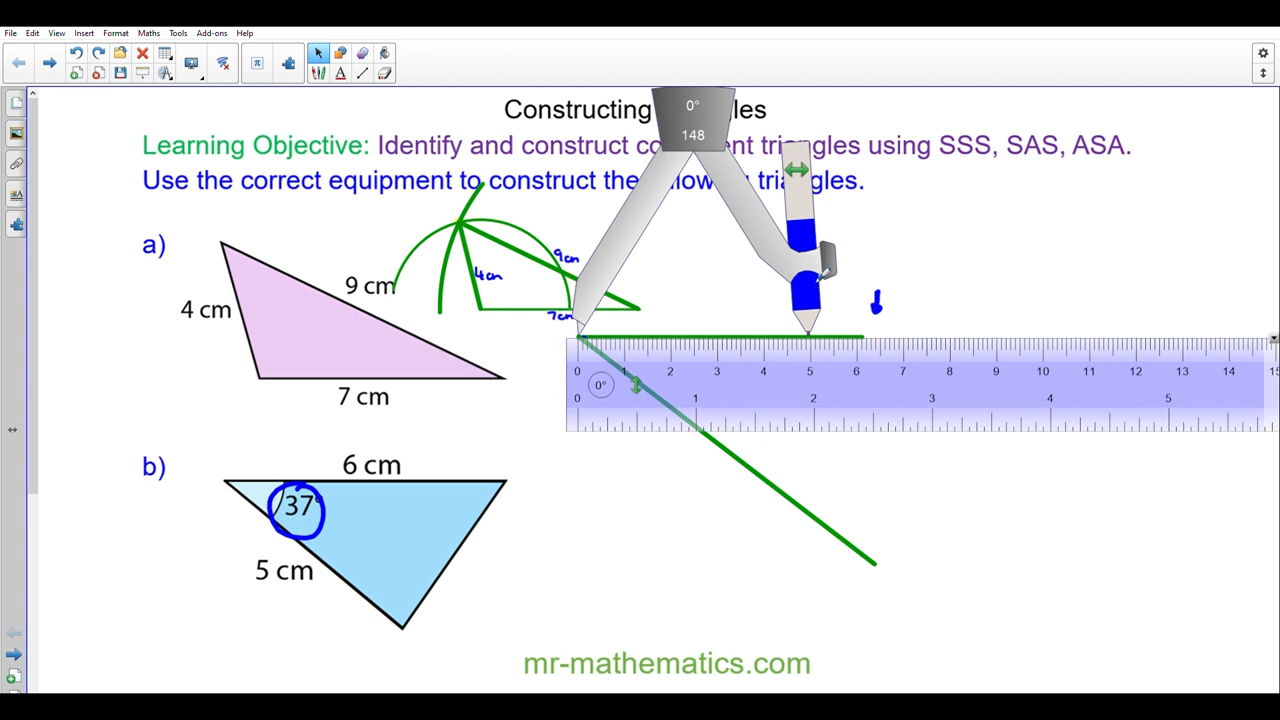 File Edit View Insert Format Maths Tools Add-ons Help
Constructing les
Learning Objective: Identify and construct co ent triangles using SSS, SAS, ASA.
Use the correct equipment to construct the following triangles.
0°
148
a)
9 cm
4 cm
7 cm
4cm
9cm
7cm
0 1 2 3 4 5 6 7 8 9 10 11 12 13 14 15
0°
0 1 2 3 4 5
b)
6 cm
37°
5 cm
mr-mathematics.com